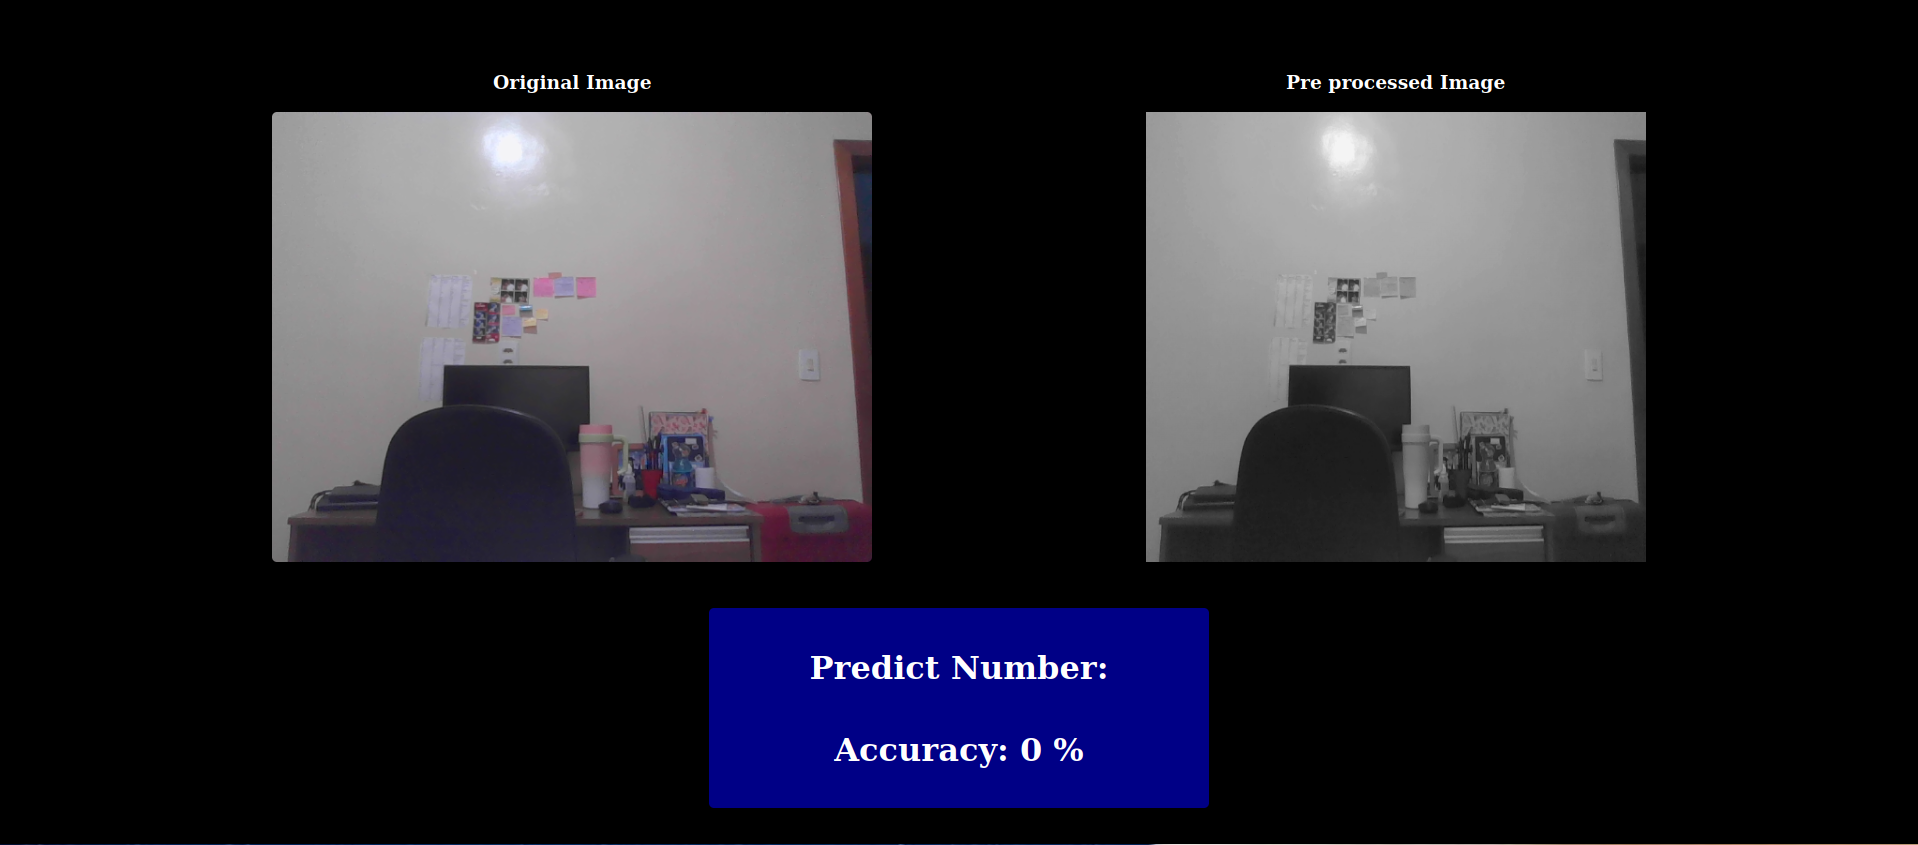 Original Image
Pre processed Image
Predict Number:
Accuracy: 0 %